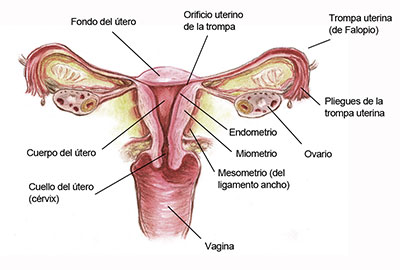 Fondo del útero
Orificio uterino
de la trompa
Trompa uterina
(de Falopio)
Pliegues de la
trompa uterina
Endometrio
Cuerpo del útero
Miometrio
Ovario
Mesometrio (del
ligamento ancho)
Cuello del útero
(cérvix)
Vagina